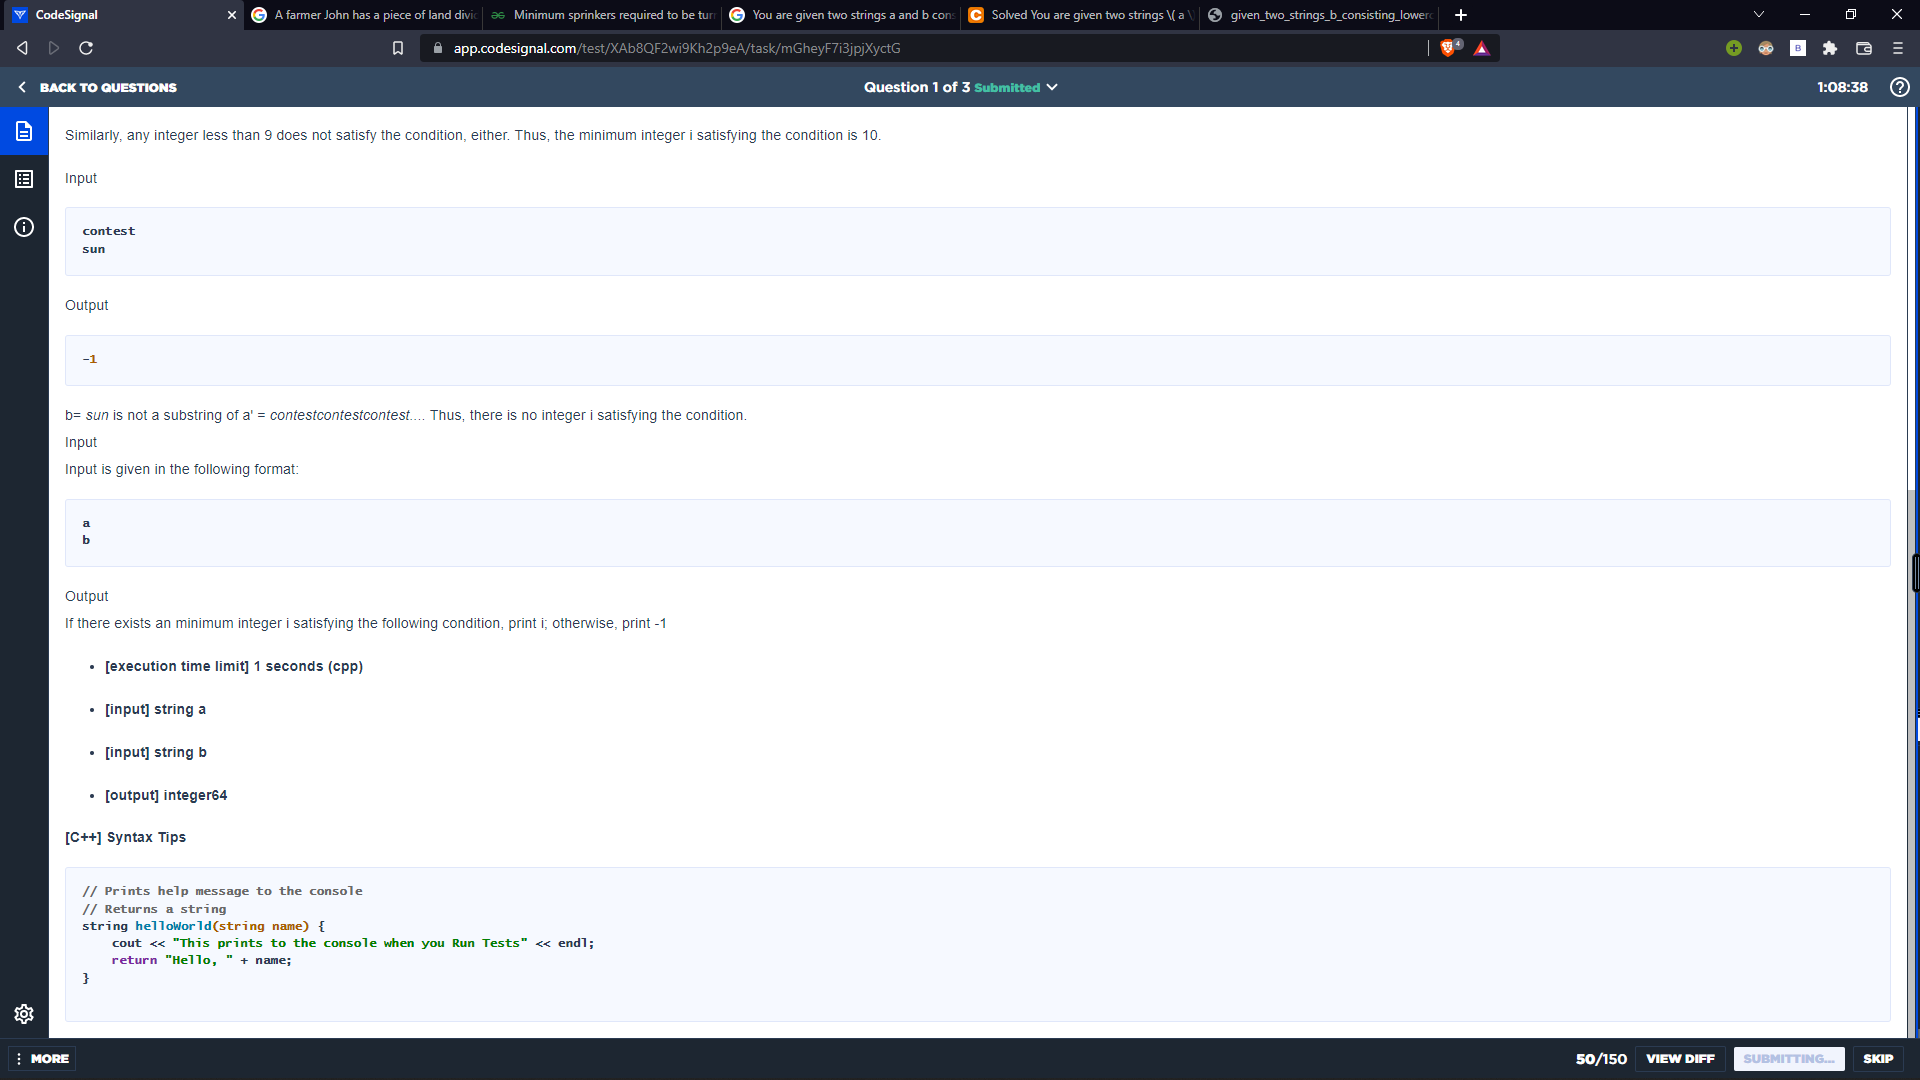 CodeSignal
A farmer John has a piece of land divi
Minimum sprinkers required to be tur
You are given two strings a and b cons
Solved You are given two strings \( a \
given_two_strings_b_consisting_lowerc
app.codesignal.com/test/XAb8QF2wi9Kh2p9eA/task/mGheyF7i3jpjXyctG
4
B
BACK TO QUESTIONS
Question 1 of 3 Submitted
1:08:38
Similarly, any integer less than 9 does not satisfy the condition, either. Thus, the minimum integer i satisfying the condition is 10.
Input
contest
sun
Output
-1
b= sun is not a substring of a' = contestcontestcontest.... Thus, there is no integer i satisfying the condition.
Input
Input is given in the following format:
a
b
Output
If there exists an minimum integer i satisfying the following condition, print i; otherwise, print -1
• [execution time limit] 1 seconds (cpp)
• [input] string a
• [input] string b
• [output] integer64
[C++] Syntax Tips
// Prints help message to the console
// Returns a string
string helloWorld(string name) {
    cout << "This prints to the console when you Run Tests" << endl;
    return "Hello, " + name;
}
MORE
50/150
VIEW DIFF
SUBMITTING...
SKIP